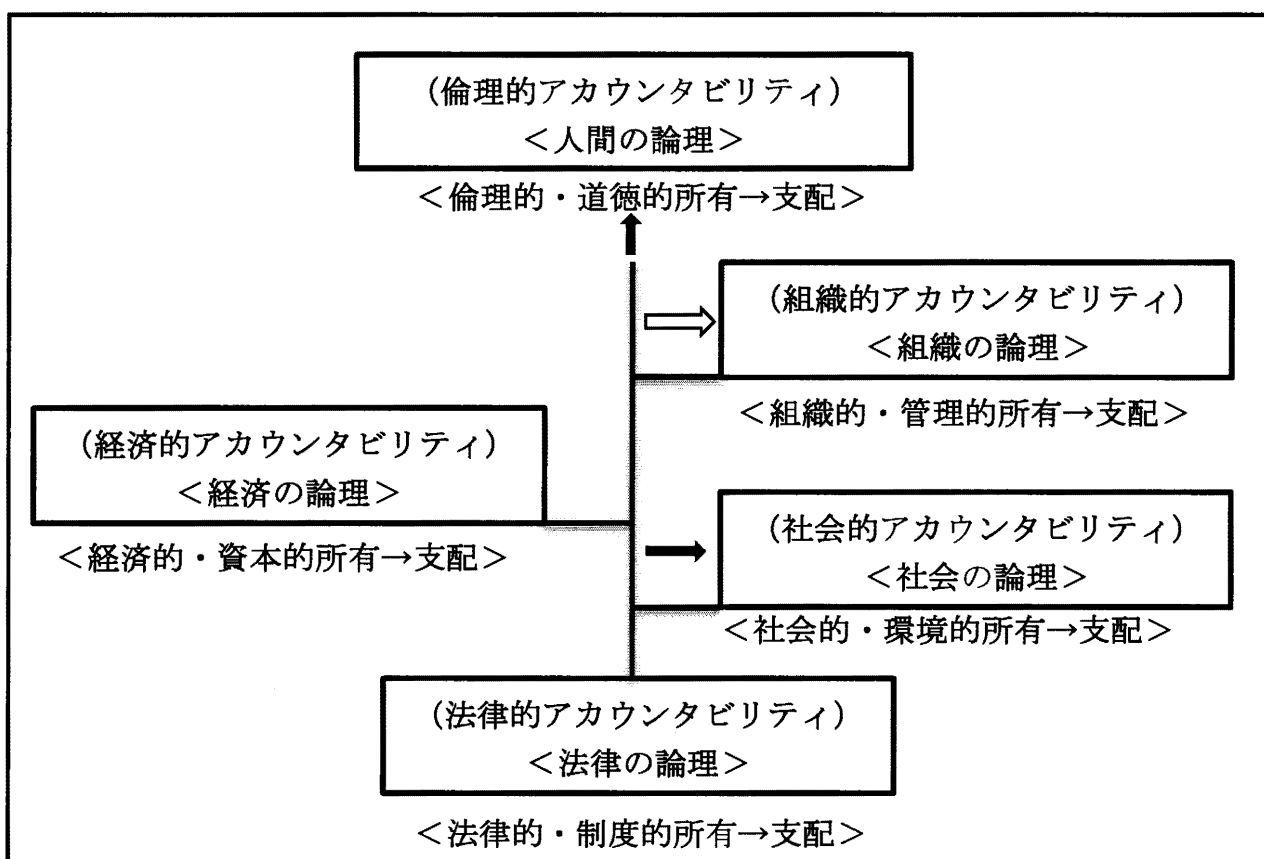 (倫理的アカウンタビリティ)
＜人間の論理＞
＜倫理的・道徳的所有→支配＞
(組織的アカウンタビリティ)
＜組織の論理＞
＜組織的・管理的所有→支配＞
(経済的アカウンタビリティ)
＜経済の論理＞
＜経済的・資本的所有→支配＞
(社会的アカウンタビリティ)
＜社会の論理＞
＜社会的・環境的所有→支配＞
(法律的アカウンタビリティ)
＜法律の論理＞
＜法律的・制度的所有→支配＞